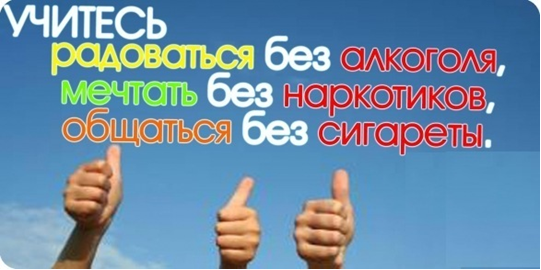 УЧИТЕСЬ
радоваться без алкоголя,
мечтать без наркотиков,
общаться без сигареты.